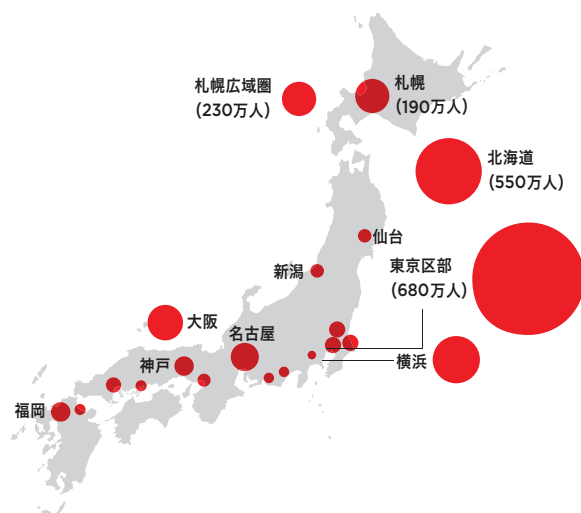 札幌広域圏
(230万人)
札幌
(190万人)
北海道
(550万人)
仙台
新潟
東京区部
(680万人)
大阪
名古屋
神戸
横浜
福岡